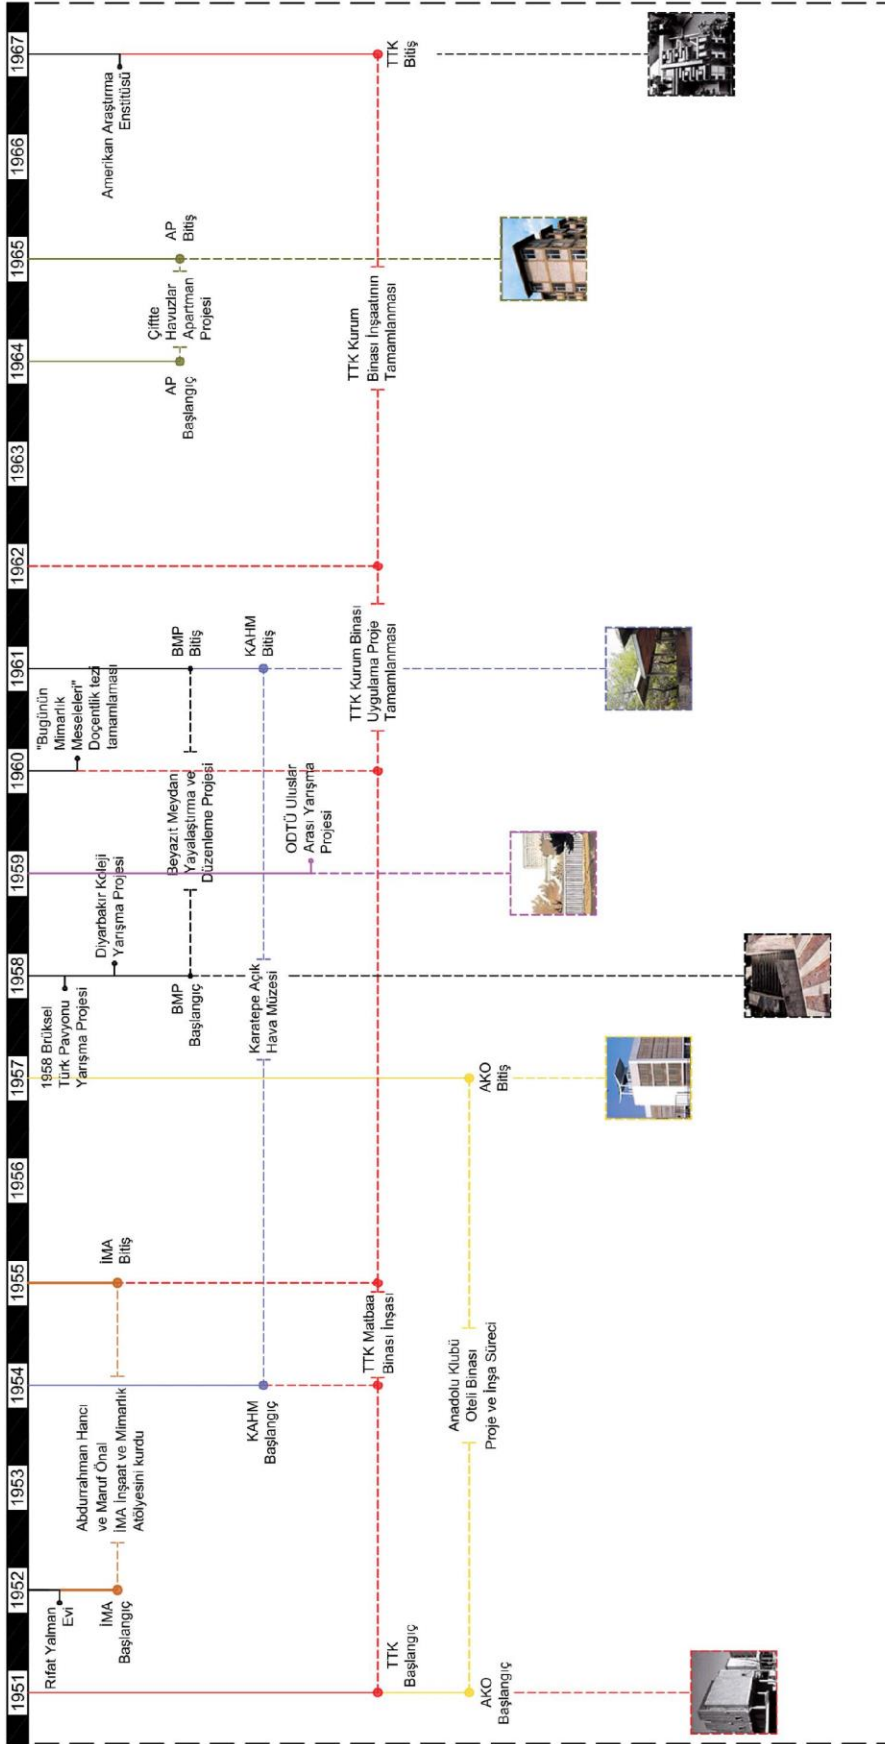 1951
1952
1953
1954
1955
1956
1957
1958
1959
1960
1961
1962
1963
1964
1965
1966
1967
Rıfat Yalman
Evi
İMA
Başlangıç
Abdurrahman Hancı
ve Maruf Önal
İMA İnşaat ve Mimarlık
Atölyesini kurdu
İMA
Bitiş
TTK
Başlangıç
AKO
Başlangıç
KAHM
Başlangıç
TTK Matbaa
Binası İnşası
Anadolu Klubü
Oteli Binası
Proje ve İnşa Süreci
AKO
Bitiş
1958 Brüksel
Türk Pavyonu
Yarışma Projesi
Diyarbakır Koleji
Yarışma Projesi
BMP
Başlangıç
Karatepe Açık
Hava Müzesi
Beyazıt Meydan
Yayalaştırma ve
Düzenleme Projesi
ODTÜ Uluslar
Arası Yarışma
Projesi
"Bugünün
Mimarlık
Meseleleri"
Doçentlik tezi
tamamlaması
BMP
Bitiş
KAHM
Bitiş
TTK Kurum Binası
Uygulama Proje
Tamamlanması
AP
Başlangıç
Çiftte
Havuzlar
Apartman
Projesi
AP
Bitiş
TTK Kurum
Binası İnşaatının
Tamamlanması
Amerikan Araştırma
Enstitüsü
TTK
Bitiş